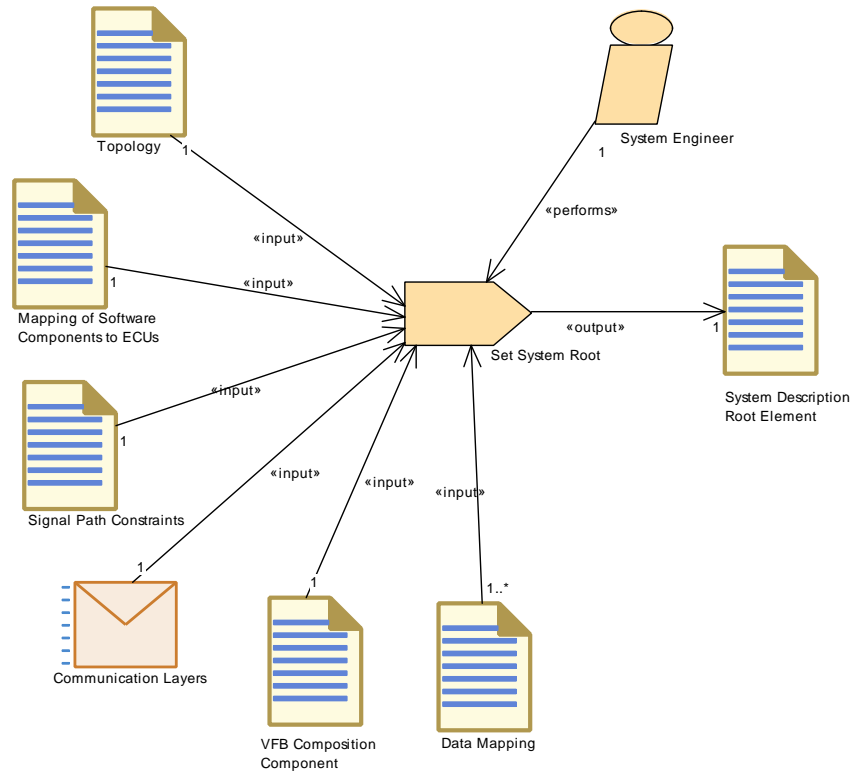 Topology
1
System Engineer
1
«performs»
«input»
Mapping of Software
Components to ECUs
1
«input»
Set System Root
«output»
1
System Description
Root Element
«input»
1
Signal Path Constraints
«input»
1
Communication Layers
«input»
1
VFB Composition
Component
«input»
1..*
Data Mapping